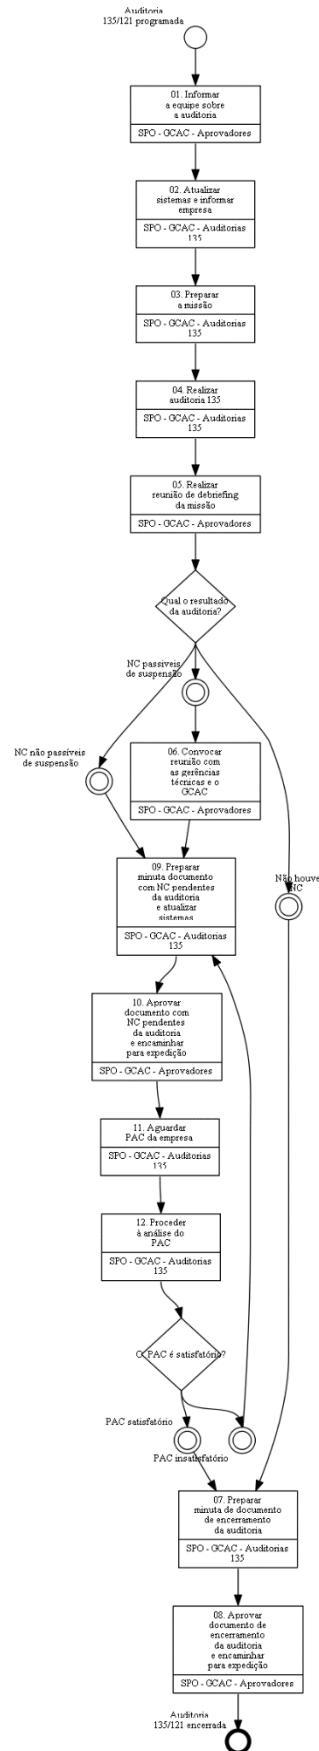 Auditoria
135/121 programada
01. Informar
a equipe sobre
a auditoria
SPO - GCAC - Aprovadores
02. Atualizar
sistemas e informar
empresa
SPO - GCAC - Auditorias
135
03. Preparar
a missão
SPO - GCAC - Auditorias
135
04. Realizar
auditoria 135
SPO - GCAC - Auditorias
135
05. Realizar
reunião de debriefing
da missão
SPO - GCAC - Aprovadores
Qual o resultado
da auditoria?
NC passíveis
de suspensão
NC não passíveis
de suspensão
06. Convocar
reunião com
as gerências
técnicas e o
GCAC
SPO - GCAC - Aprovadores
Não houve
NC
09. Preparar
minuta documento
com NC pendentes
da auditoria
e atualizar
sistemas
SPO - GCAC - Auditorias
135
10. Aprovar
documento com
NC pendentes
da auditoria
e encaminhar
para expedição
SPO - GCAC - Aprovadores
11. Aguardar
PAC da empresa
SPO - GCAC - Auditorias
135
12. Proceder
à análise do
PAC
SPO - GCAC - Auditorias
135
O PAC é satisfatório?
PAC satisfatório
PAC insatisfatório
07. Preparar
minuta de documento
de encerramento
da auditoria
SPO - GCAC - Auditorias
135
08. Aprovar
documento de
encerramento
da auditoria
e encaminhar
para expedição
SPO - GCAC - Aprovadores
Auditoria
135/121 encerrada